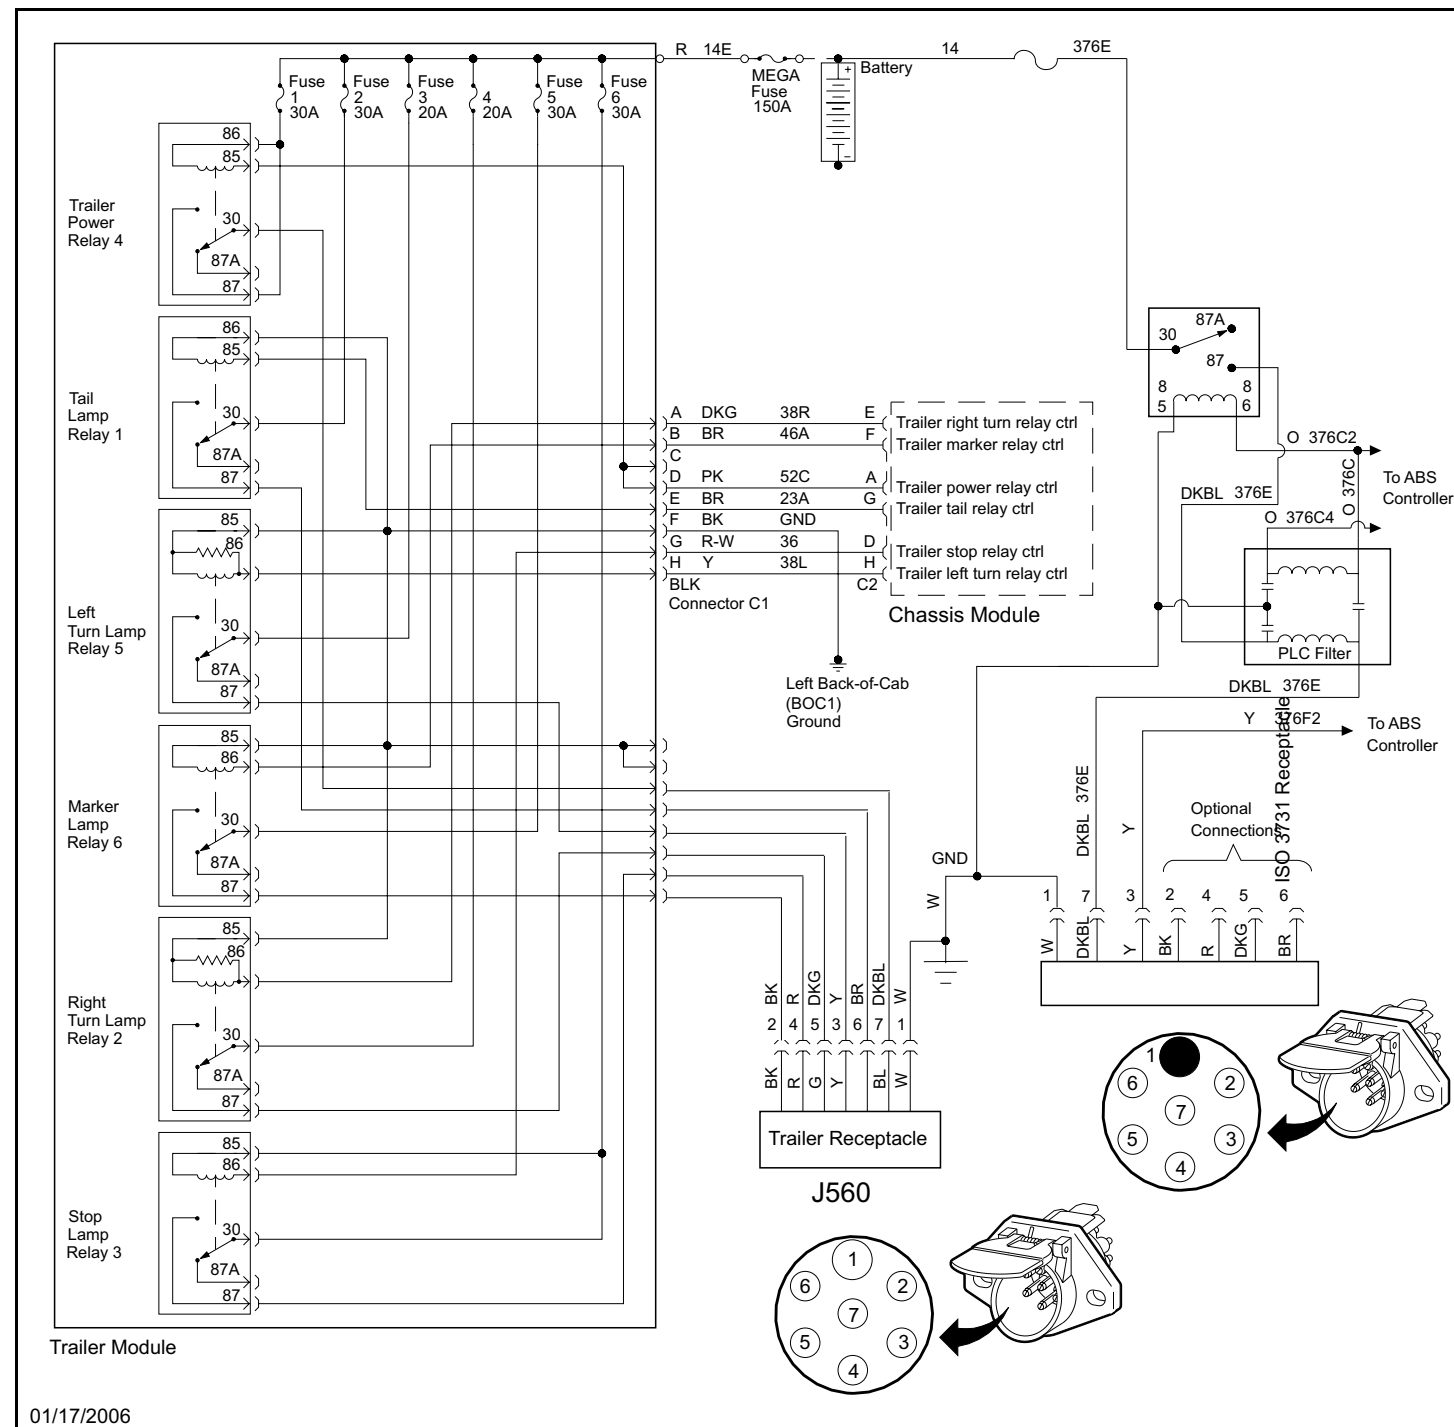 R 14E
14
376E
MEGA
Fuse
150A
+ Battery
−
Fuse
1
30A
Fuse
2
30A
Fuse
3
20A
4
20A
Fuse
5
30A
Fuse
6
30A
Trailer
Power
Relay 4
86
85
30
87A
87
Tail
Lamp
Relay 1
86
85
30
87A
87
Left
Turn Lamp
Relay 5
85
86
30
87A
87
Marker
Lamp
Relay 6
85
86
30
87A
87
Right
Turn Lamp
Relay 2
85
86
30
87A
87
Stop
Lamp
Relay 3
85
86
30
87A
87
Trailer Module
A DKG 38R E Trailer right turn relay ctrl
B BR 46A F Trailer marker relay ctrl
C
D PK 52C A Trailer power relay ctrl
E BR 23A G Trailer tail relay ctrl
F BK GND
G R-W 36 D Trailer stop relay ctrl
H Y 38L H Trailer left turn relay ctrl
BLK C2
Connector C1
Chassis Module
Left Back-of-Cab
(BOC1)
Ground
87A
30
87
8 8
5 6
O 376C2
O 376C
To ABS
Controller
DKBL 376E
O 376C4
PLC Filter
DKBL 376E
Y 376F2
To ABS
Controller
ISO 3731 Receptacle
DKBL 376E
Y
Optional
Connections
GND
W
1 7 3 2 4 5 6
W DKBL Y BK R DKG BR
BK R DKG Y BR DKBL W
2 4 5 3 6 7 1
BK R G Y BL W
Trailer Receptacle
J560
1
6 2
7
5 3
4
1
6 2
7
5 3
4
01/17/2006